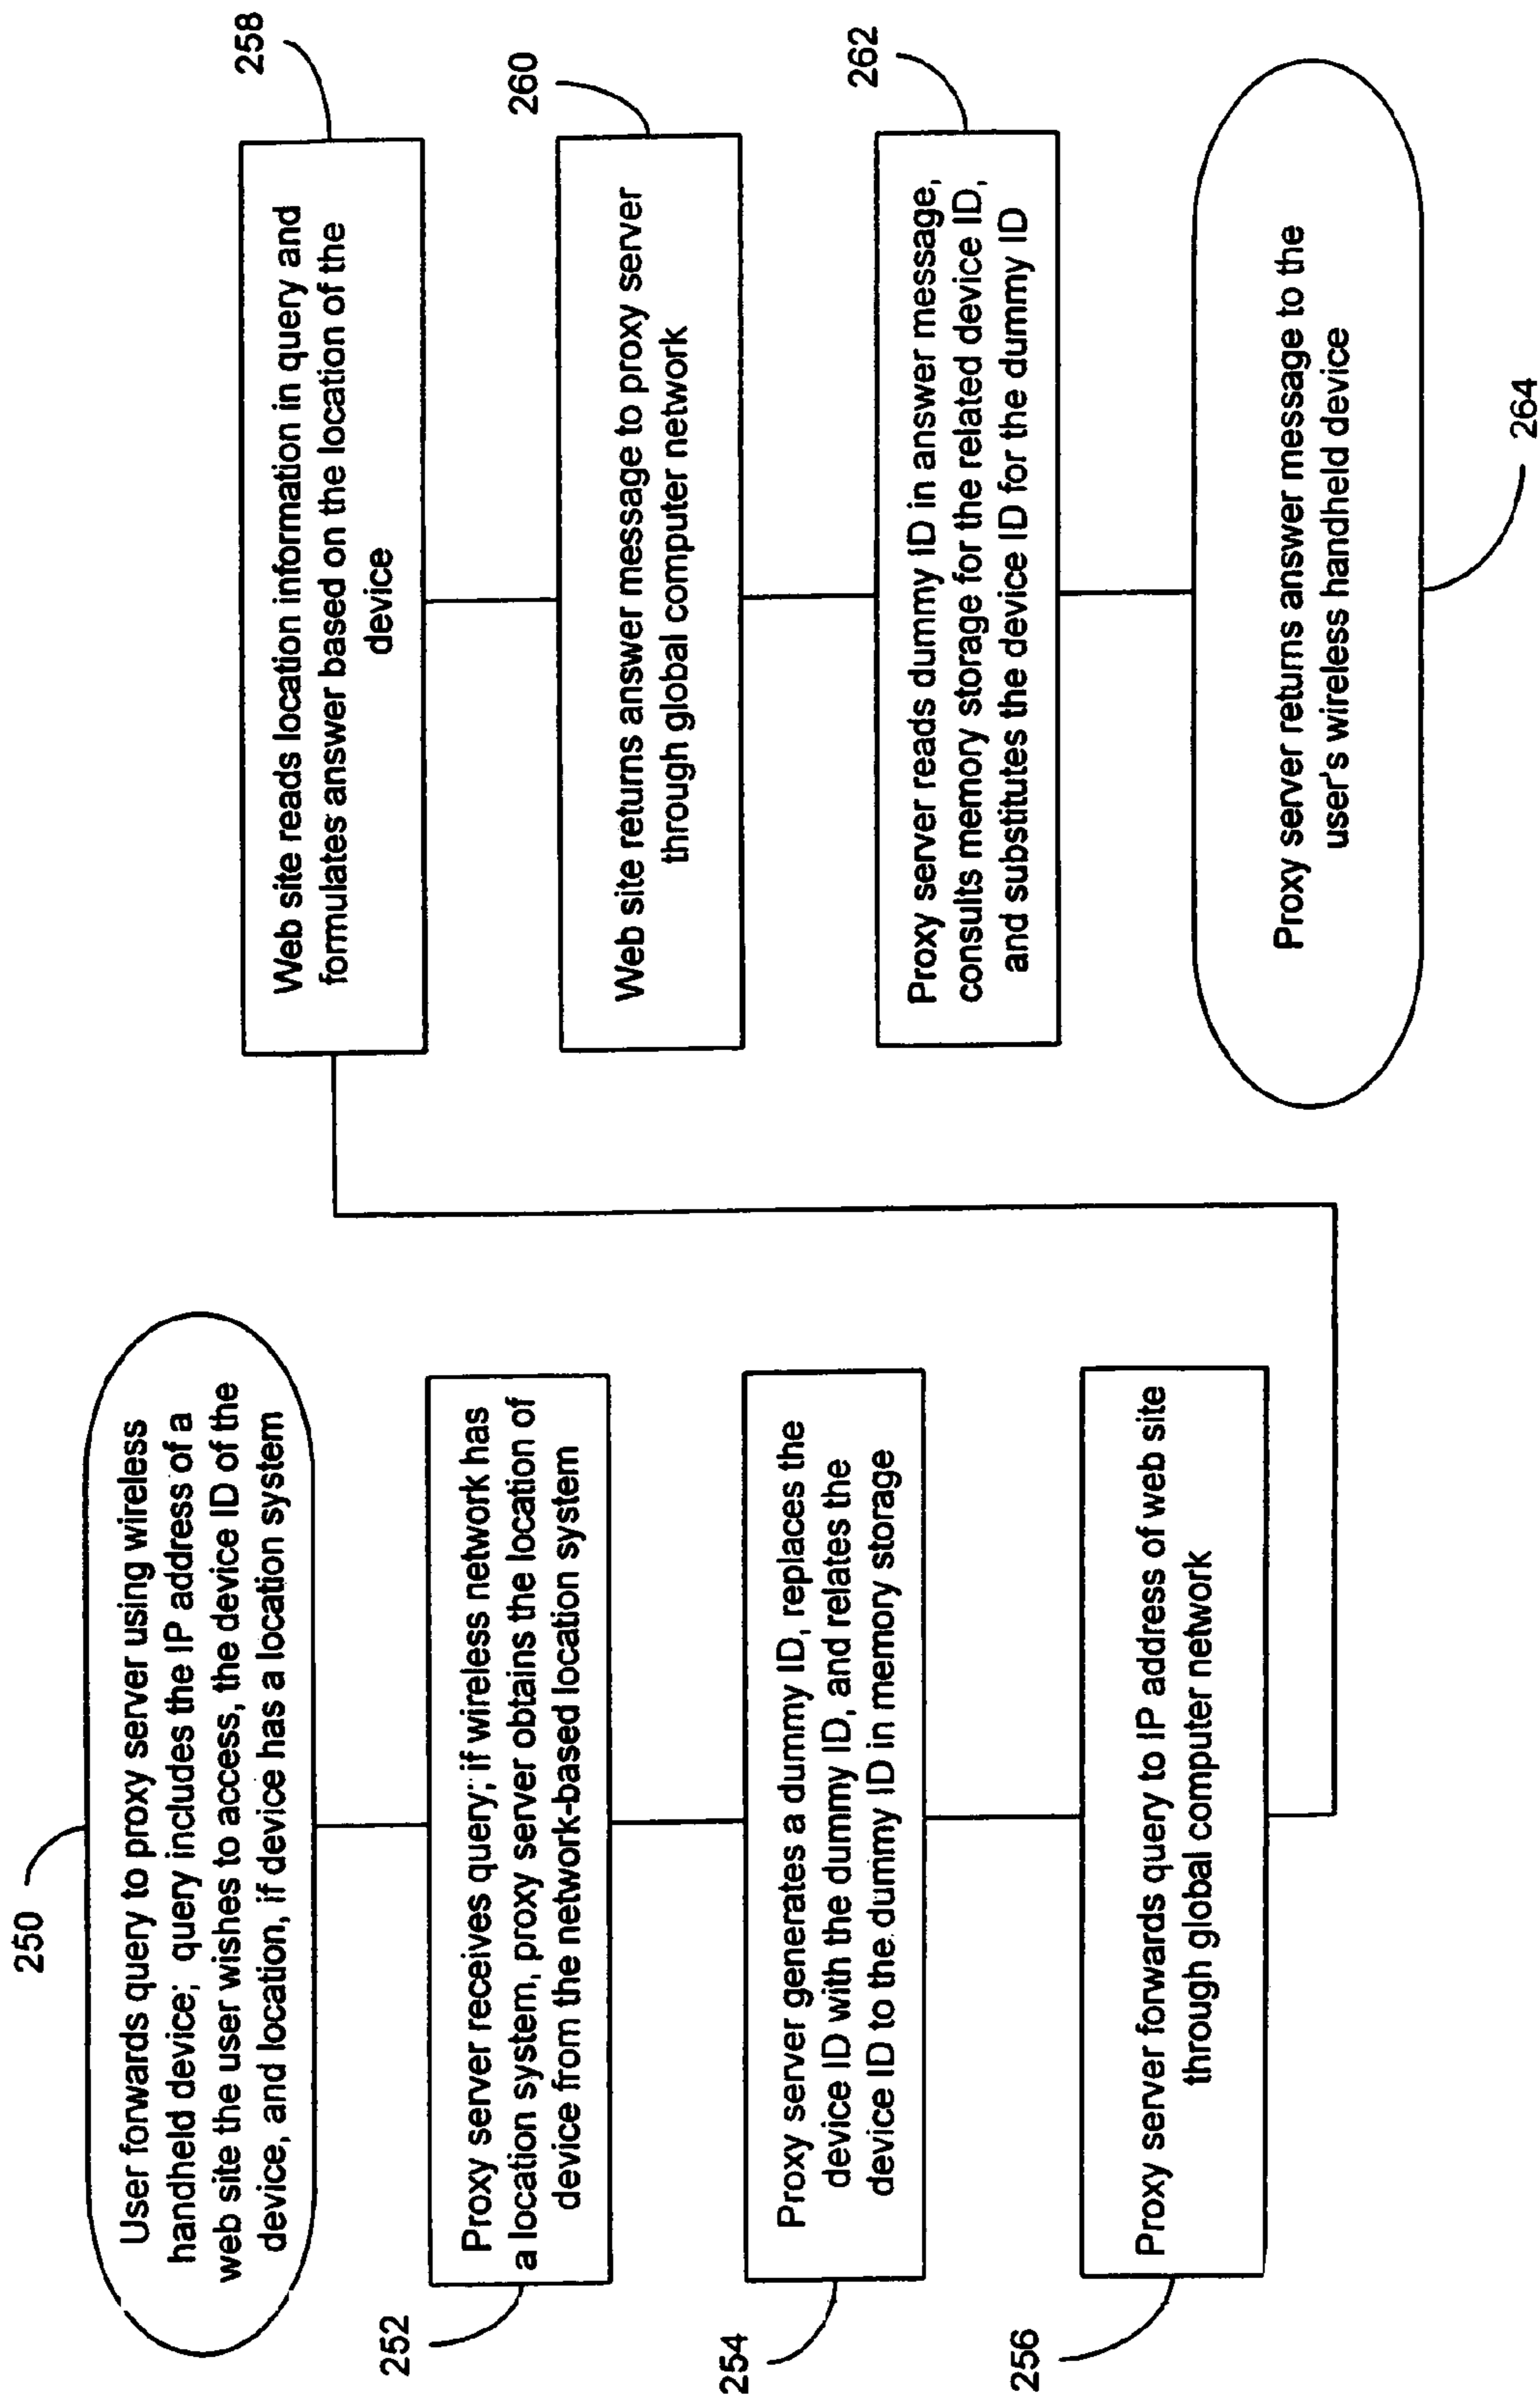 250
User forwards query to proxy server using wireless
handheld device; query includes the IP address of a
web site the user wishes to access, the device ID of the
device, and location, if device has a location system
252
Proxy server receives query; if wireless network has
a location system, proxy server obtains the location of
device from the network-based location system
254
Proxy server generates a dummy ID, replaces the
device ID with the dummy ID, and relates the
device ID to the dummy ID in memory storage
256
Proxy server forwards query to IP address of web site
through global computer network
258
Web site reads location information in query and
formulates answer based on the location of the
device
260
Web site returns answer message to proxy server
through global computer network
262
Proxy server reads dummy ID in answer message,
consults memory storage for the related device ID,
and substitutes the device ID for the dummy ID
Proxy server returns answer message to the
user's wireless handheld device
264